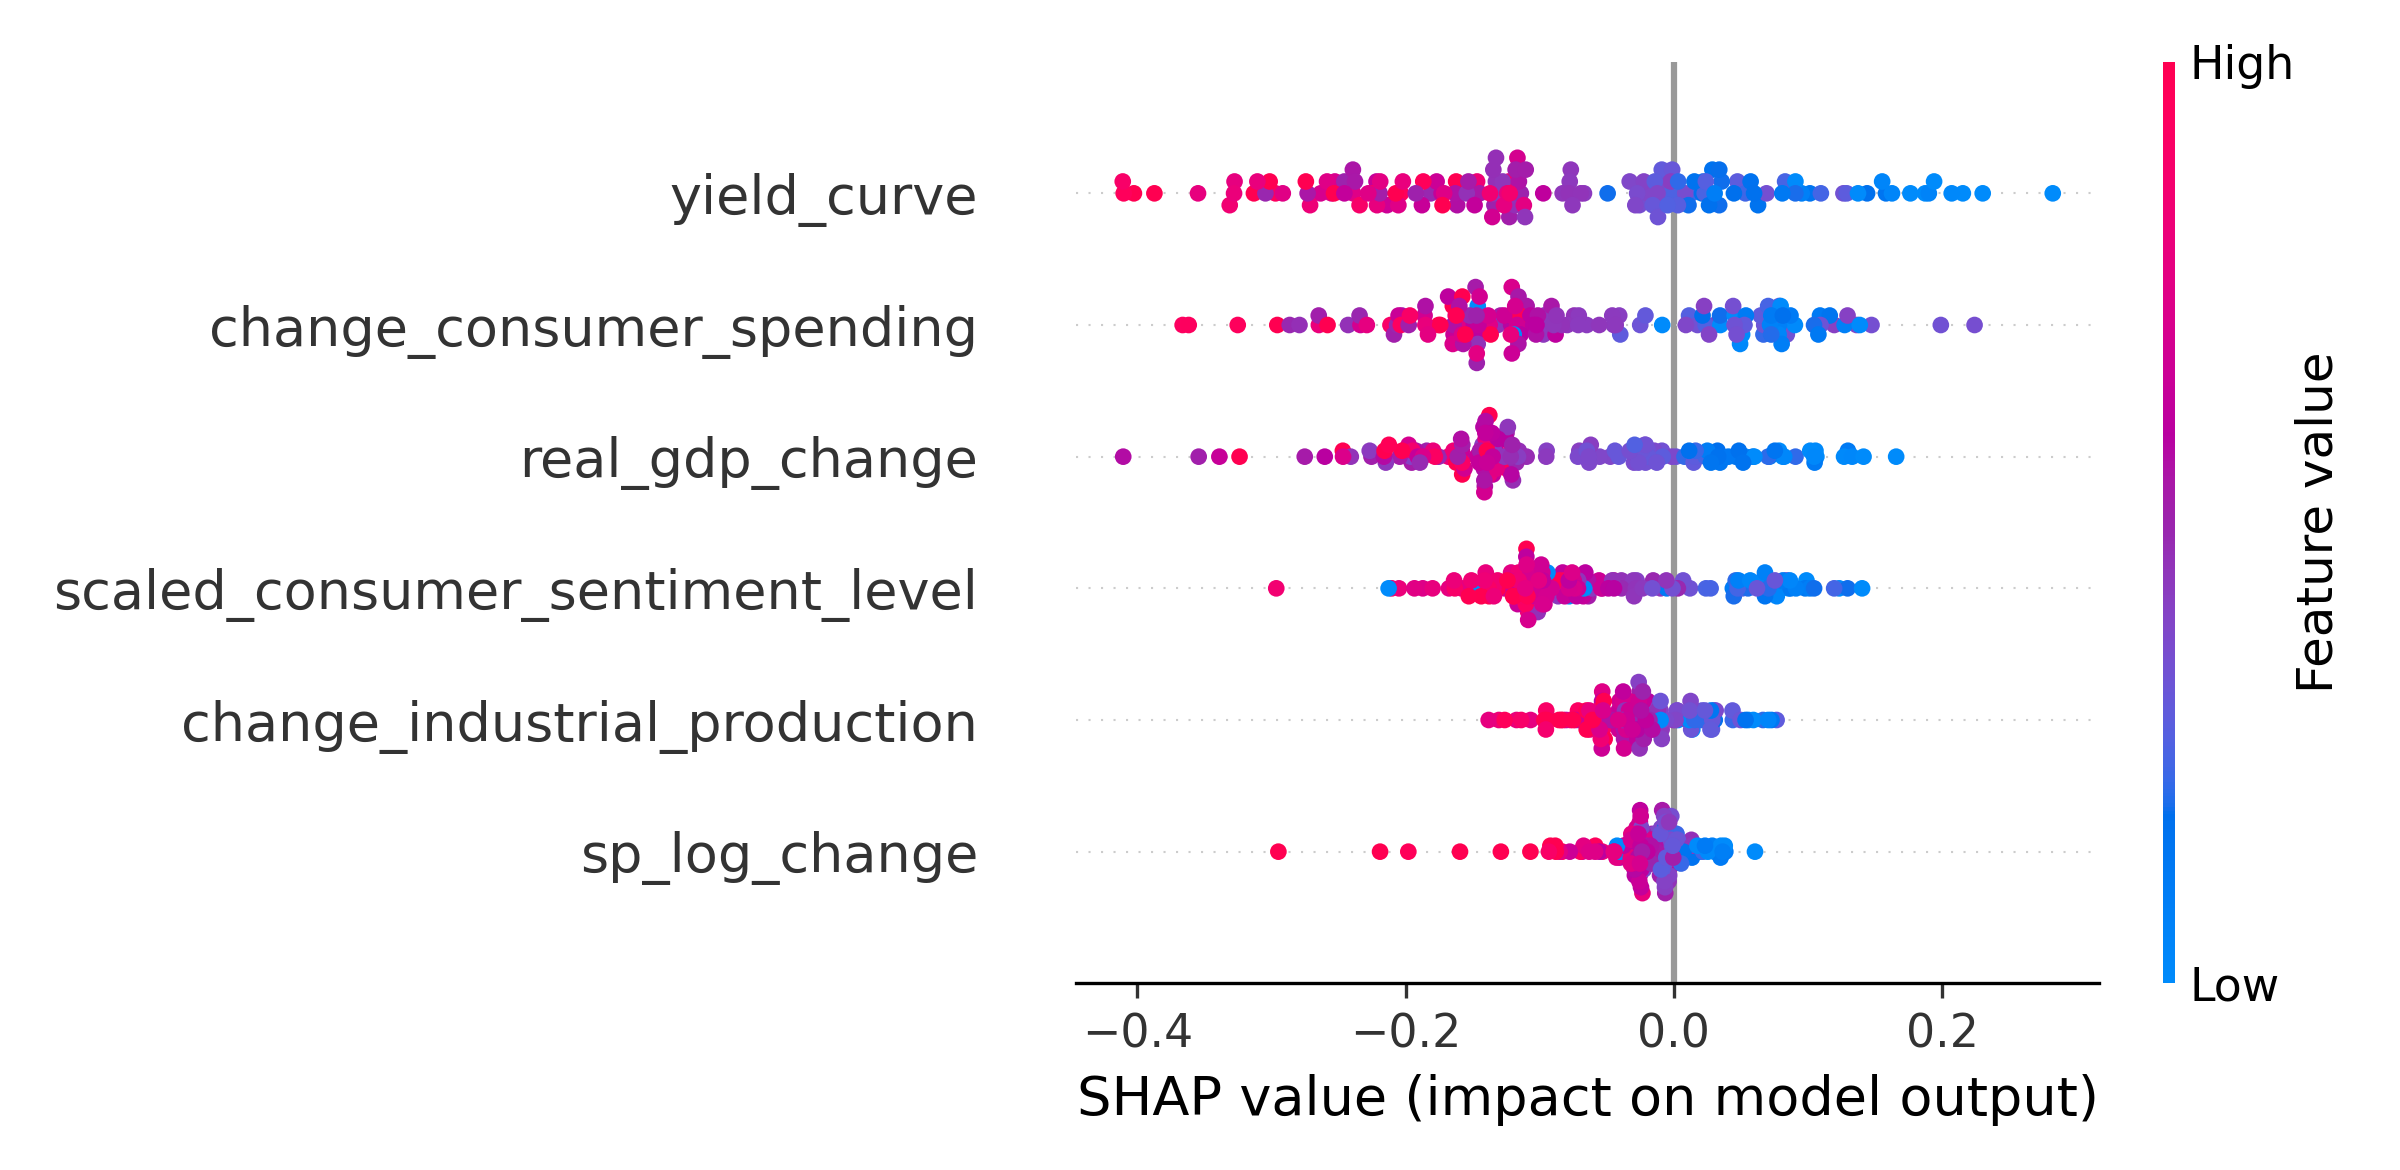 High
yield_curve
change_consumer_spending
real_gdp_change
scaled_consumer_sentiment_level
change_industrial_production
sp_log_change
Feature value
Low
−0.4 −0.2 0.0 0.2
SHAP value (impact on model output)